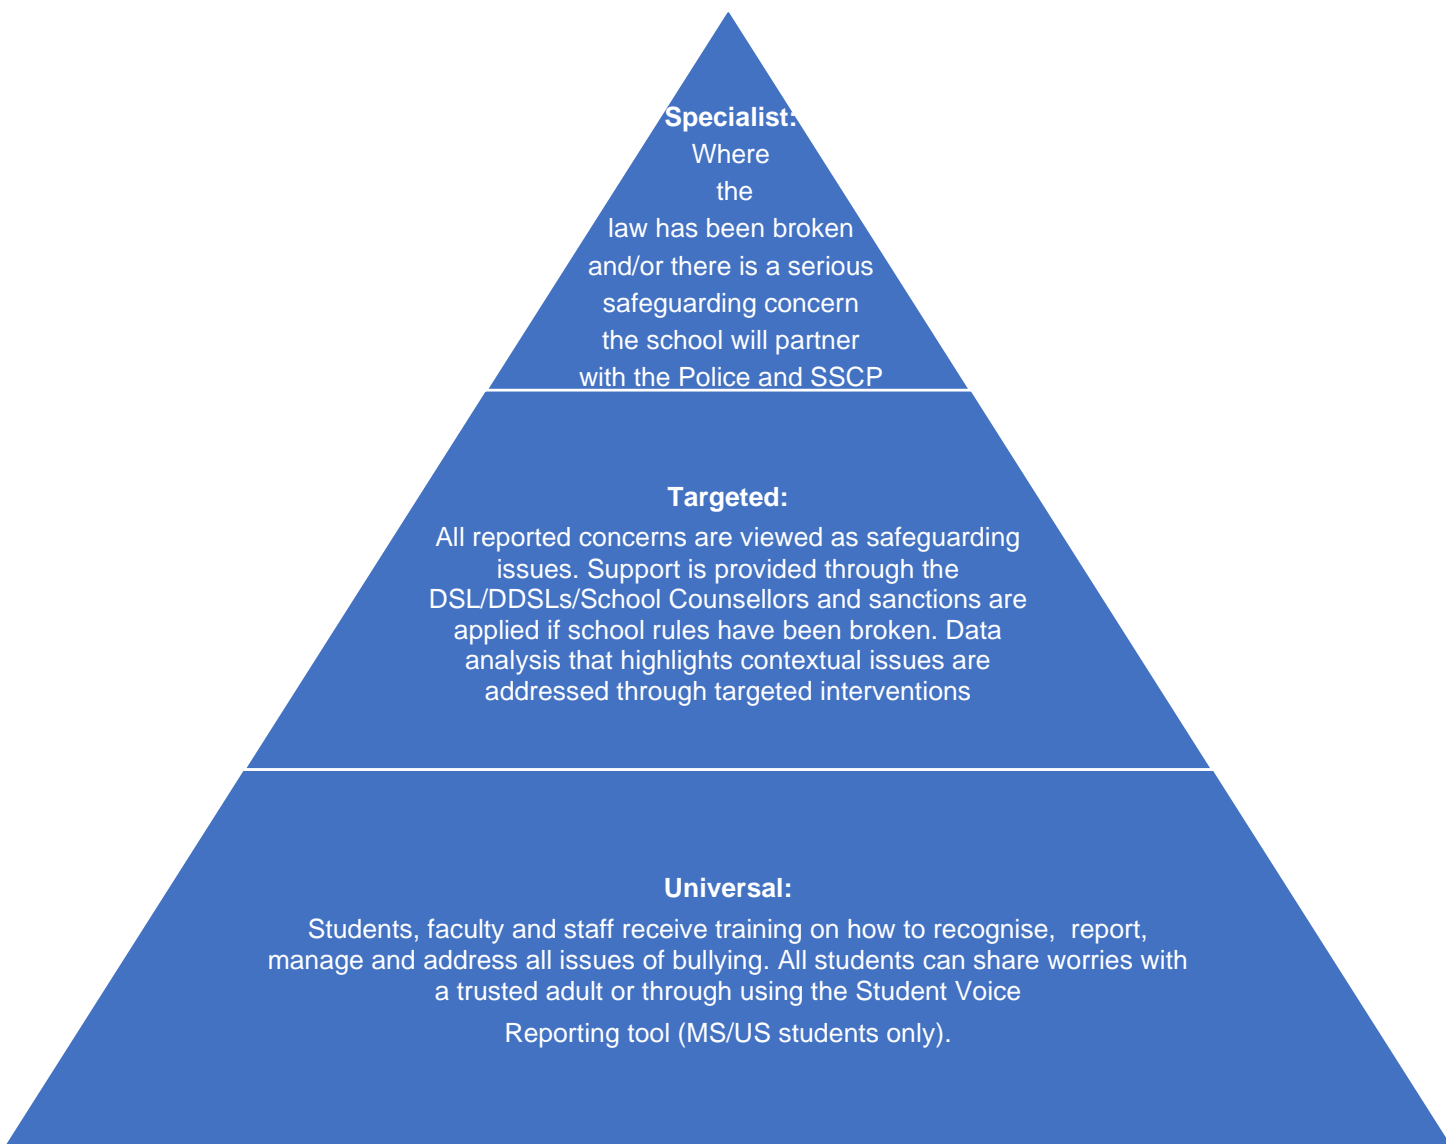 Specialist:
Where
the
law has been broken
and/or there is a serious
safeguarding concern
the school will partner
with the Police and SSCP
Targeted:
All reported concerns are viewed as safeguarding
issues. Support is provided through the
DSL/DDSLs/School Counsellors and sanctions are
applied if school rules have been broken. Data
analysis that highlights contextual issues are
addressed through targeted interventions
Universal:
Students, faculty and staff receive training on how to recognise,  report,
manage and address all issues of bullying. All students can share worries with
a trusted adult or through using the Student Voice
Reporting tool (MS/US students only).